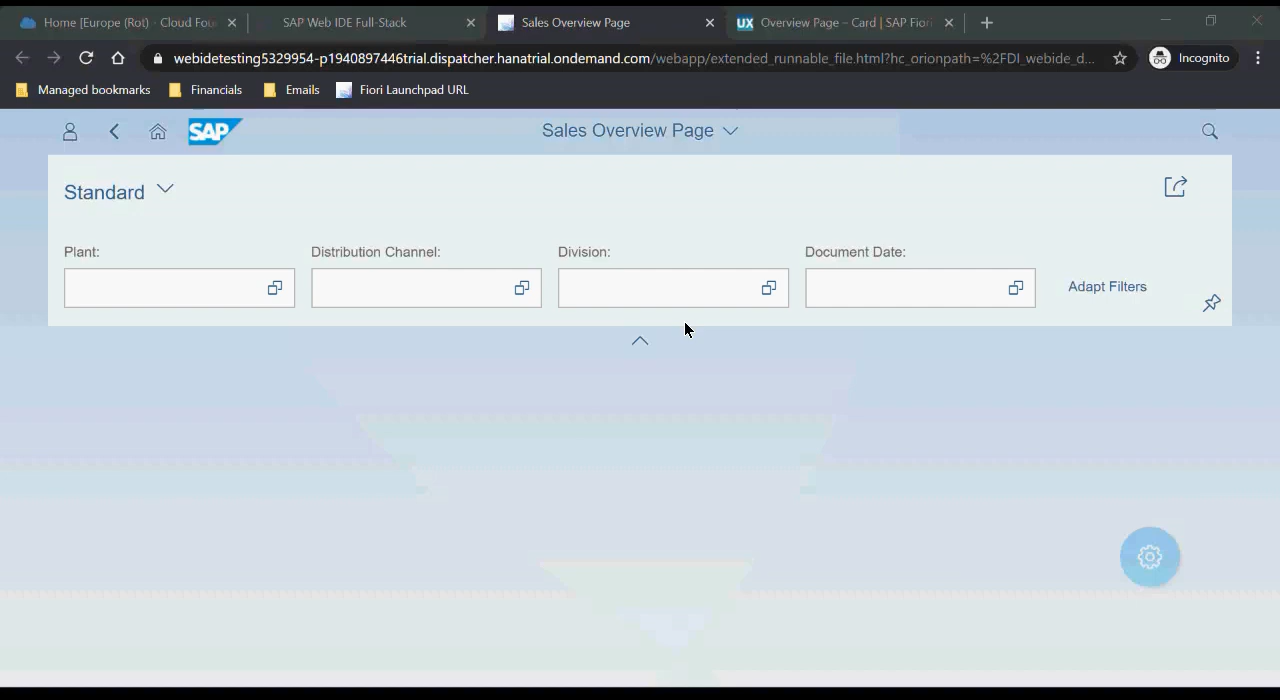 Home [Europe (Rot) - Cloud Fou
SAP Web IDE Full-Stack
Sales Overview Page
UX Overview Page – Card | SAP Fiori
webidetesting5329954-p1940897446trial.dispatcher.hanatrial.ondemand.com/webapp/extended_runnable_file.html?hc_orionpath=%2FDI_webide_d...
Incognito
Managed bookmarks
Financials
Emails
Fiori Launchpad URL
SAP
Sales Overview Page
Standard
Plant:
Distribution Channel:
Division:
Document Date:
Adapt Filters